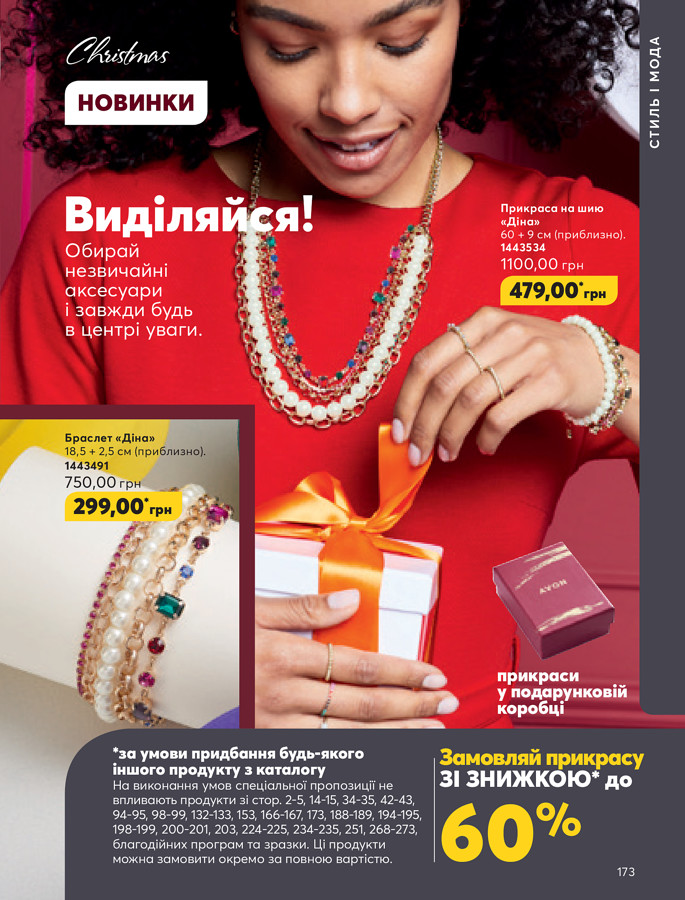 Christmas
НОВИНКИ
СТИЛЬ І МОДА
Виділяйся!
Обирай
незвичайні
аксесуари
і завжди будь
в центрі уваги.
Прикраса на шию
«Діна»
60 + 9 см (приблизно).
1443534
1100,00 грн
479,00* грн
Браслет «Діна»
18,5 + 2,5 см (приблизно).
1443491
750,00 грн
299,00* грн
AVON
прикраси
у подарунковій
коробці
*за умови придбання будь-якого
іншого продукту з каталогу
На виконання умов спеціальної пропозиції не
впливають продукти зі стор. 2-5, 14-15, 34-35, 42-43,
94-95, 98-99, 132-133, 153, 166-167, 173, 188-189, 194-195,
198-199, 200-201, 203, 224-225, 234-235, 251, 268-273,
благодійних програм та зразки. Ці продукти
можна замовити окремо за повною вартістю.
Замовляй прикрасу
ЗІ ЗНИЖКОЮ* до
60%
173